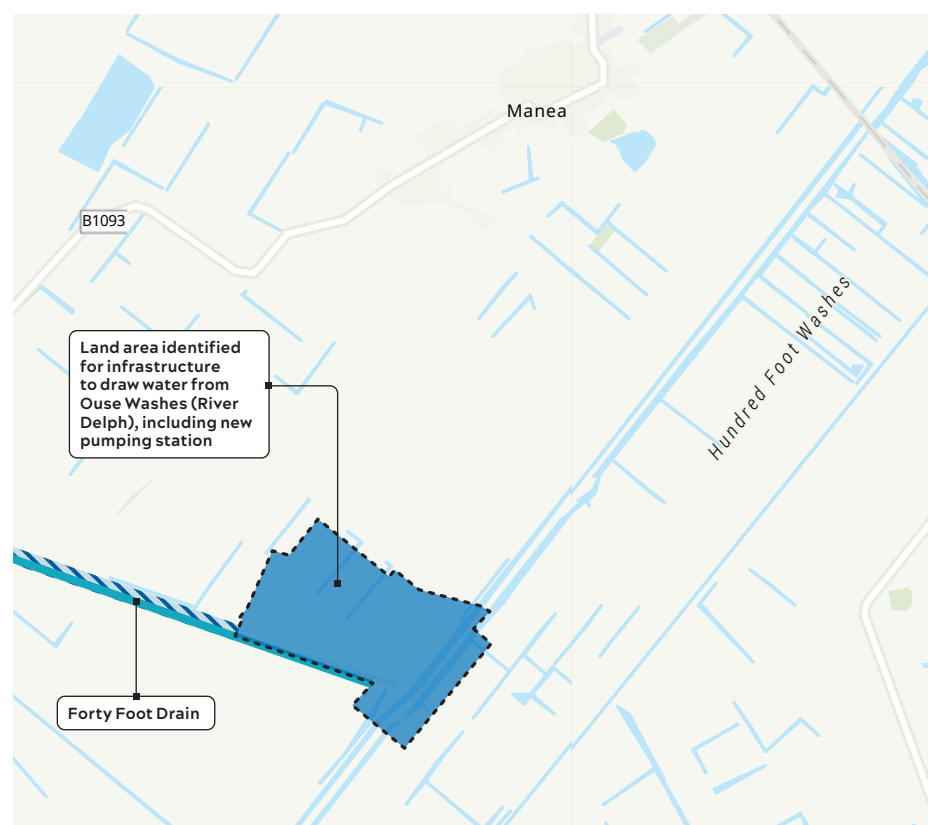 Manea
B1093
Hundred Foot Washes
Land area identified
for infrastructure
to draw water from
Ouse Washes (River
Delph), including new
pumping station
Forty Foot Drain